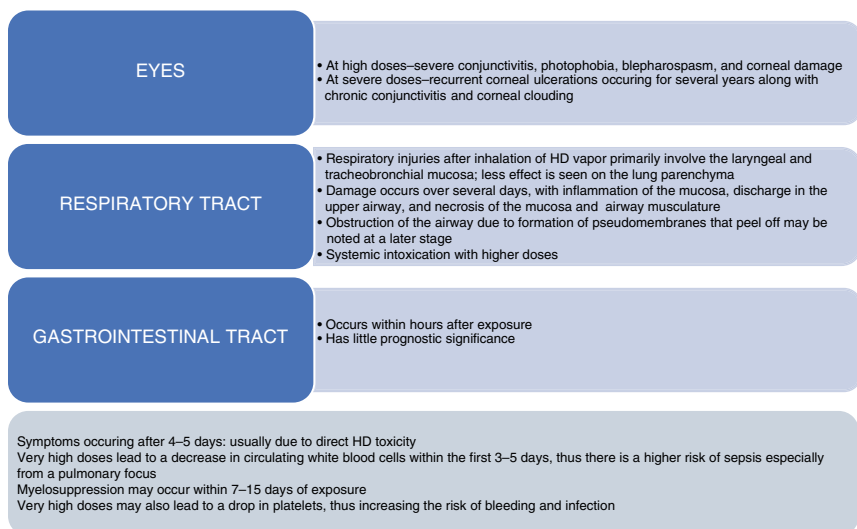 EYES
• At high doses–severe conjunctivitis, photophobia, blepharospasm, and corneal damage
• At severe doses–recurrent corneal ulcerations occuring for several years along with
chronic conjunctivitis and corneal clouding
RESPIRATORY TRACT
• Respiratory injuries after inhalation of HD vapor primarily involve the laryngeal and
tracheobronchial mucosa; less effect is seen on the lung parenchyma
• Damage occurs over several days, with inflammation of the mucosa, discharge in the
upper airway, and necrosis of the mucosa and airway musculature
• Obstruction of the airway due to formation of pseudomembranes that peel off may be
noted at a later stage
• Systemic intoxication with higher doses
GASTROINTESTINAL TRACT
• Occurs within hours after exposure
• Has little prognostic significance
Symptoms occuring after 4–5 days: usually due to direct HD toxicity
Very high doses lead to a decrease in circulating white blood cells within the first 3–5 days, thus there is a higher risk of sepsis especially
from a pulmonary focus
Myelosuppression may occur within 7–15 days of exposure
Very high doses may also lead to a drop in platelets, thus increasing the risk of bleeding and infection